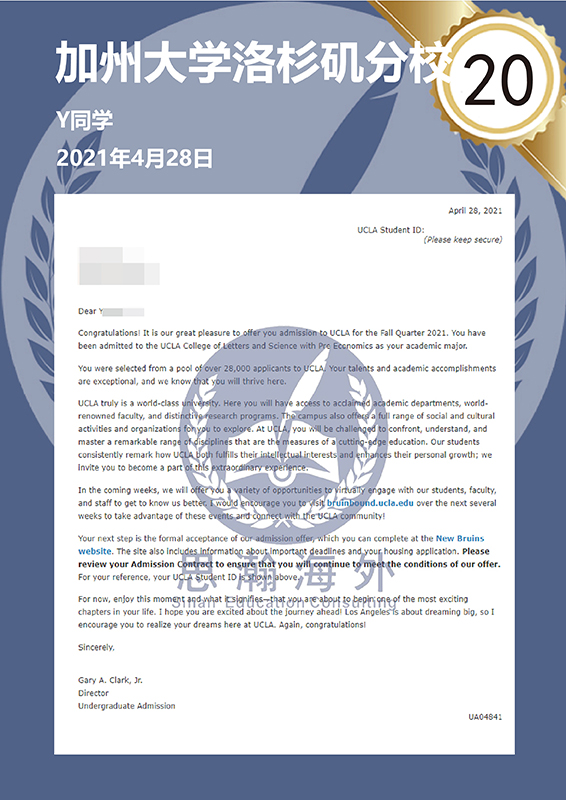 加州大学洛杉矶分校
20
Y同学
2021年4月28日
April 28, 2021
UCLA Student ID:
(Please keep secure)
Dear Y
Congratulations! It is our great pleasure to offer you admission to UCLA for the Fall Quarter 2021. You have
been admitted to the UCLA College of Letters and Science with Pre Economics as your academic major.
You were selected from a pool of over 28,000 applicants to UCLA. Your talents and academic accomplishments
are exceptional, and we know that you will thrive here.
UCLA truly is a world-class university. Here you will have access to acclaimed academic departments, world-
renowned faculty, and distinctive research programs. The campus also offers a full range of social and cultural
activities and organizations for you to explore. At UCLA, you will be challenged to confront, understand, and
master a remarkable range of disciplines that are the measures of a cutting-edge education. Our students
consistently remark how UCLA both fulfills their intellectual interests and enhances their personal growth; we
invite you to become a part of this extraordinary experience.
In the coming weeks, we will offer you a variety of opportunities to virtually engage with our students, faculty,
and staff to get to know us better. I would encourage you to visit bruinbound.ucla.edu over the next several
weeks to take advantage of these events and connect with the UCLA community!
Your next step is the formal acceptance of our admission offer, which you can complete at the New Bruins
website. The site also includes information about important deadlines and your housing application. Please
review your Admission Contract to ensure that you will continue to meet the conditions of our offer.
For your reference, your UCLA Student ID is shown above.
思瀚海外
Sihan Education Consulting
For now, enjoy this moment and what it signifies—that you are about to begin one of the most exciting
chapters in your life. I hope you are excited about the journey ahead! Los Angeles is about dreaming big, so I
encourage you to realize your dreams here at UCLA. Again, congratulations!
Sincerely,
Gary A. Clark, Jr.
Director
Undergraduate Admission
UA04841